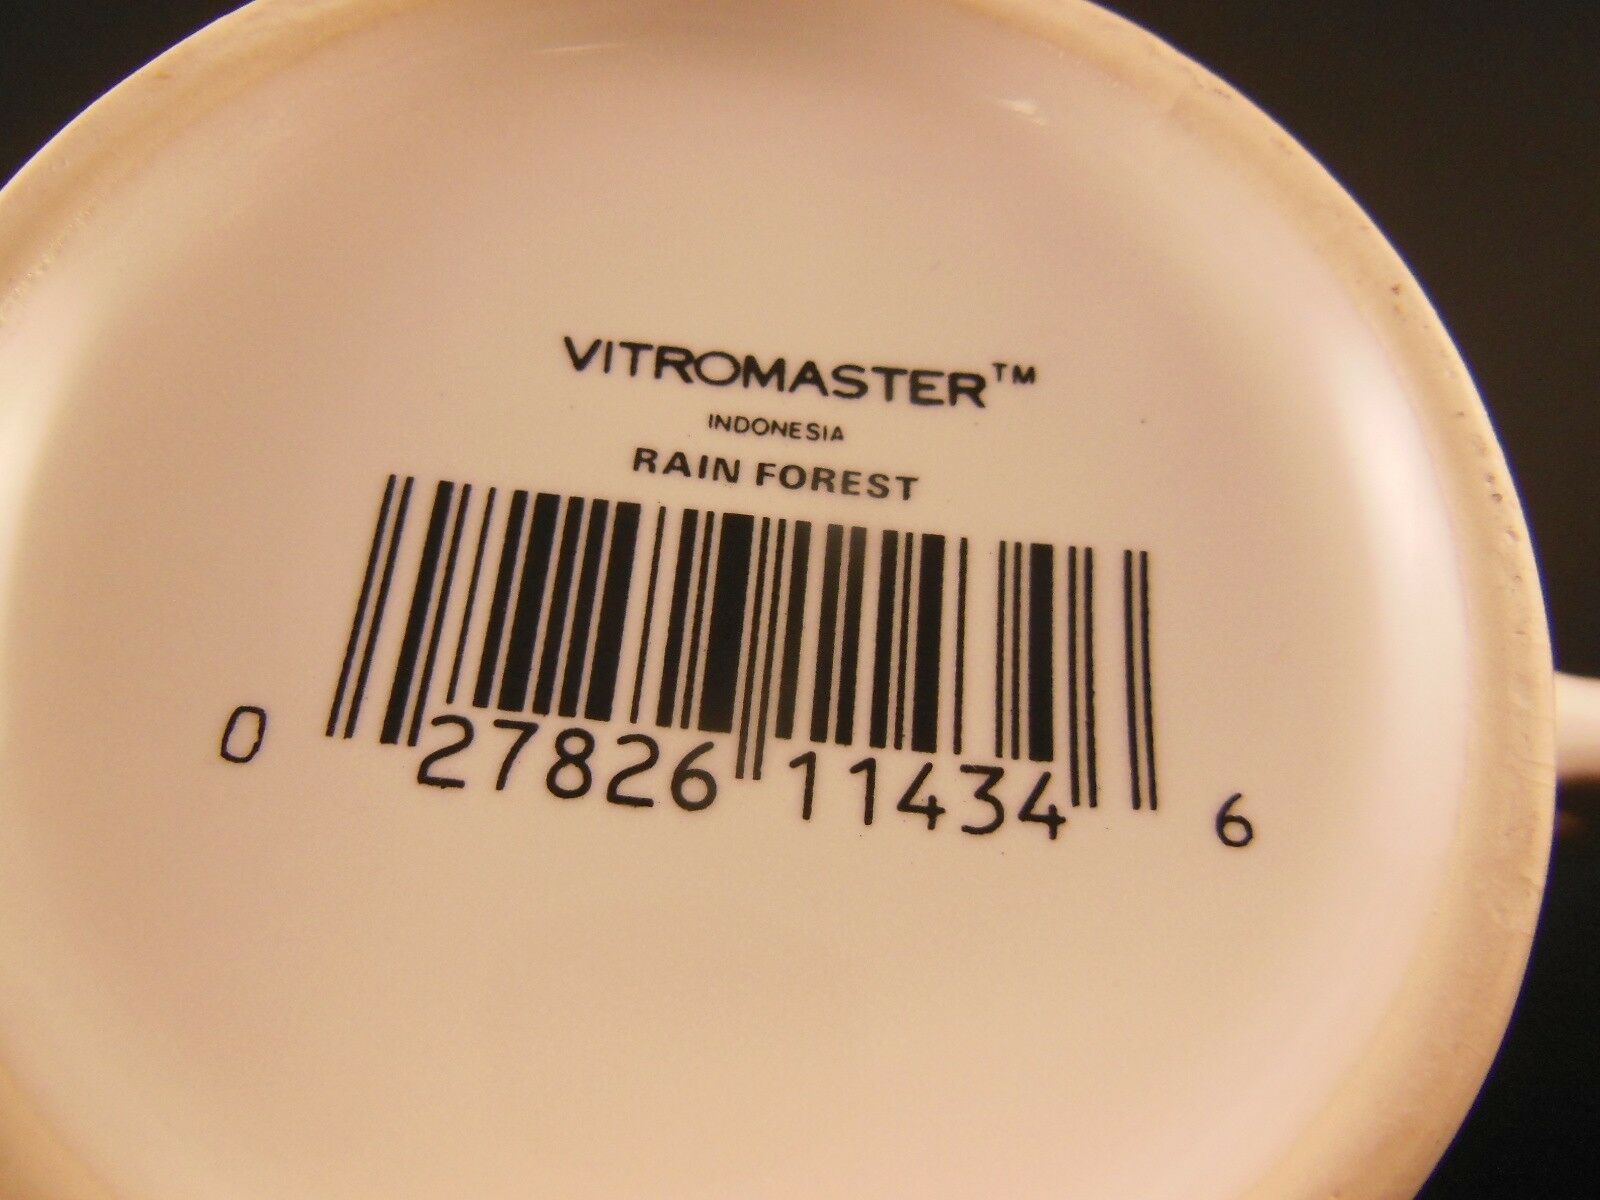 VITROMASTER™
INDONESIA
RAIN FOREST
0 27826 11434 6